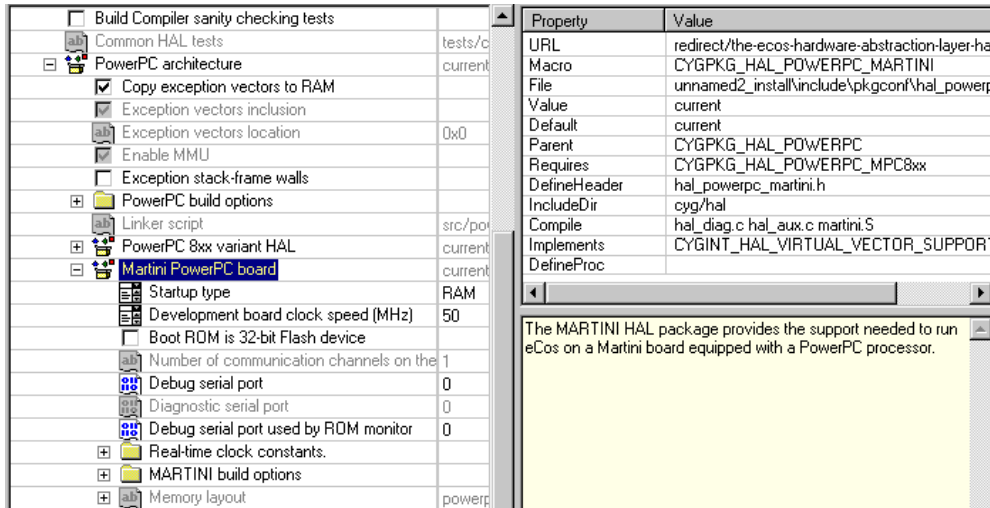 Build Compiler sanity checking tests
Common HAL tests tests/c
PowerPC architecture current
Copy exception vectors to RAM
Exception vectors inclusion
Exception vectors location 0x0
Enable MMU
Exception stack-frame walls
PowerPC build options
Linker script src/po
PowerPC 8xx variant HAL current
Martini PowerPC board current
Startup type RAM
Development board clock speed (MHz) 50
Boot ROM is 32-bit Flash device
Number of communication channels on the 1
Debug serial port 0
Diagnostic serial port 0
Debug serial port used by ROM monitor 0
Real-time clock constants.
MARTINI build options
Memory layout powerp
Property Value
URL redirect/the-ecos-hardware-abstraction-layer-ha
Macro CYGPKG_HAL_POWERPC_MARTINI
File unnamed2_install\include\pkgconf\hal_powerp
Value current
Default current
Parent CYGPKG_HAL_POWERPC
Requires CYGPKG_HAL_POWERPC_MPC8xx
DefineHeader hal_powerpc_martini.h
IncludeDir cyg/hal
Compile hal_diag.c hal_aux.c martini.S
Implements CYGINT_HAL_VIRTUAL_VECTOR_SUPPORT
DefineProc
The MARTINI HAL package provides the support needed to run
eCos on a Martini board equipped with a PowerPC processor.